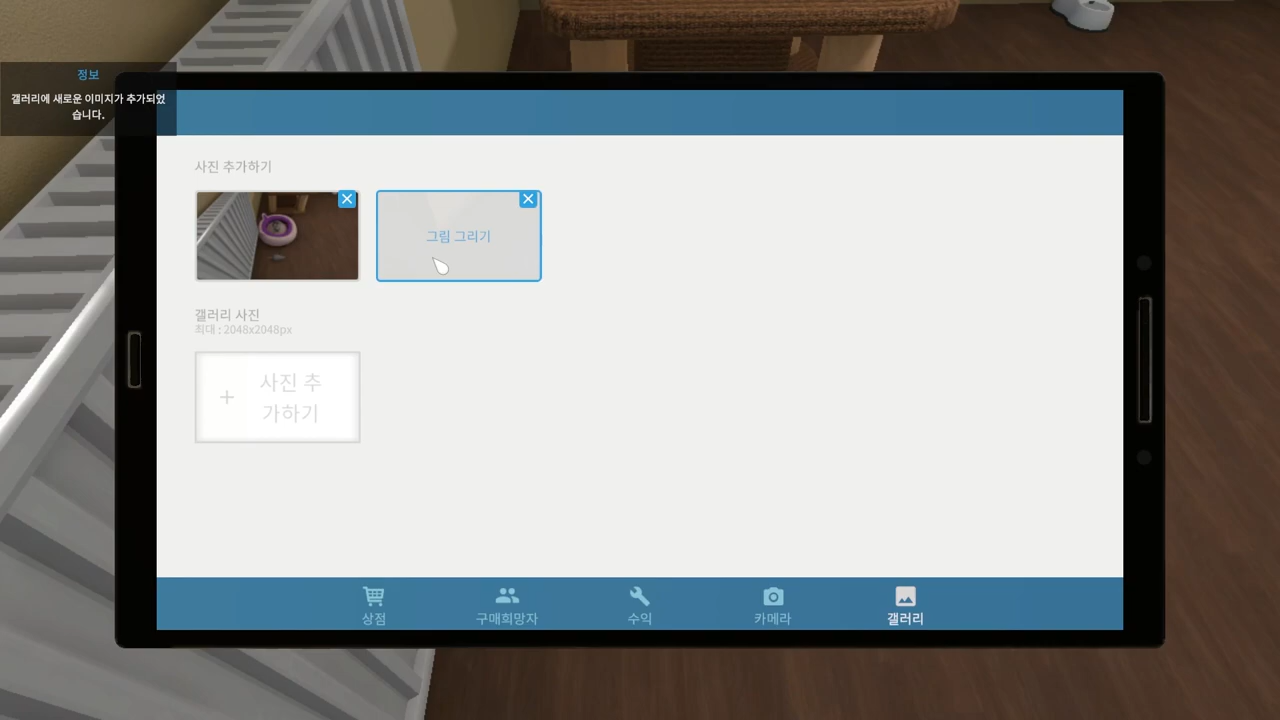 정보
갤러리에 새로운 이미지가 추가되었
습니다.
사진 추가하기
그림 그리기
갤러리 사진
최대 : 2048x2048px
+ 사진 추
가하기
상점
구매희망자
수익
카메라
갤러리